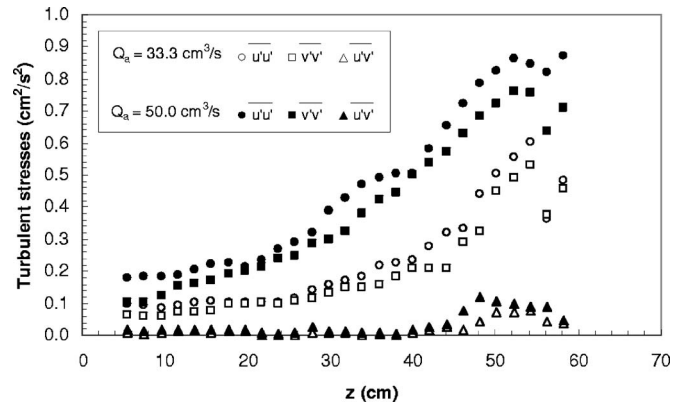 Turbulent stresses (cm²/s²)
1.0
0.9
0.8
0.7
0.6
0.5
0.4
0.3
0.2
0.1
0.0
Qₐ = 33.3 cm³/s u'u' v'v' u'v'
Qₐ = 50.0 cm³/s u'u' v'v' u'v'
0 10 20 30 40 50 60 70
z (cm)